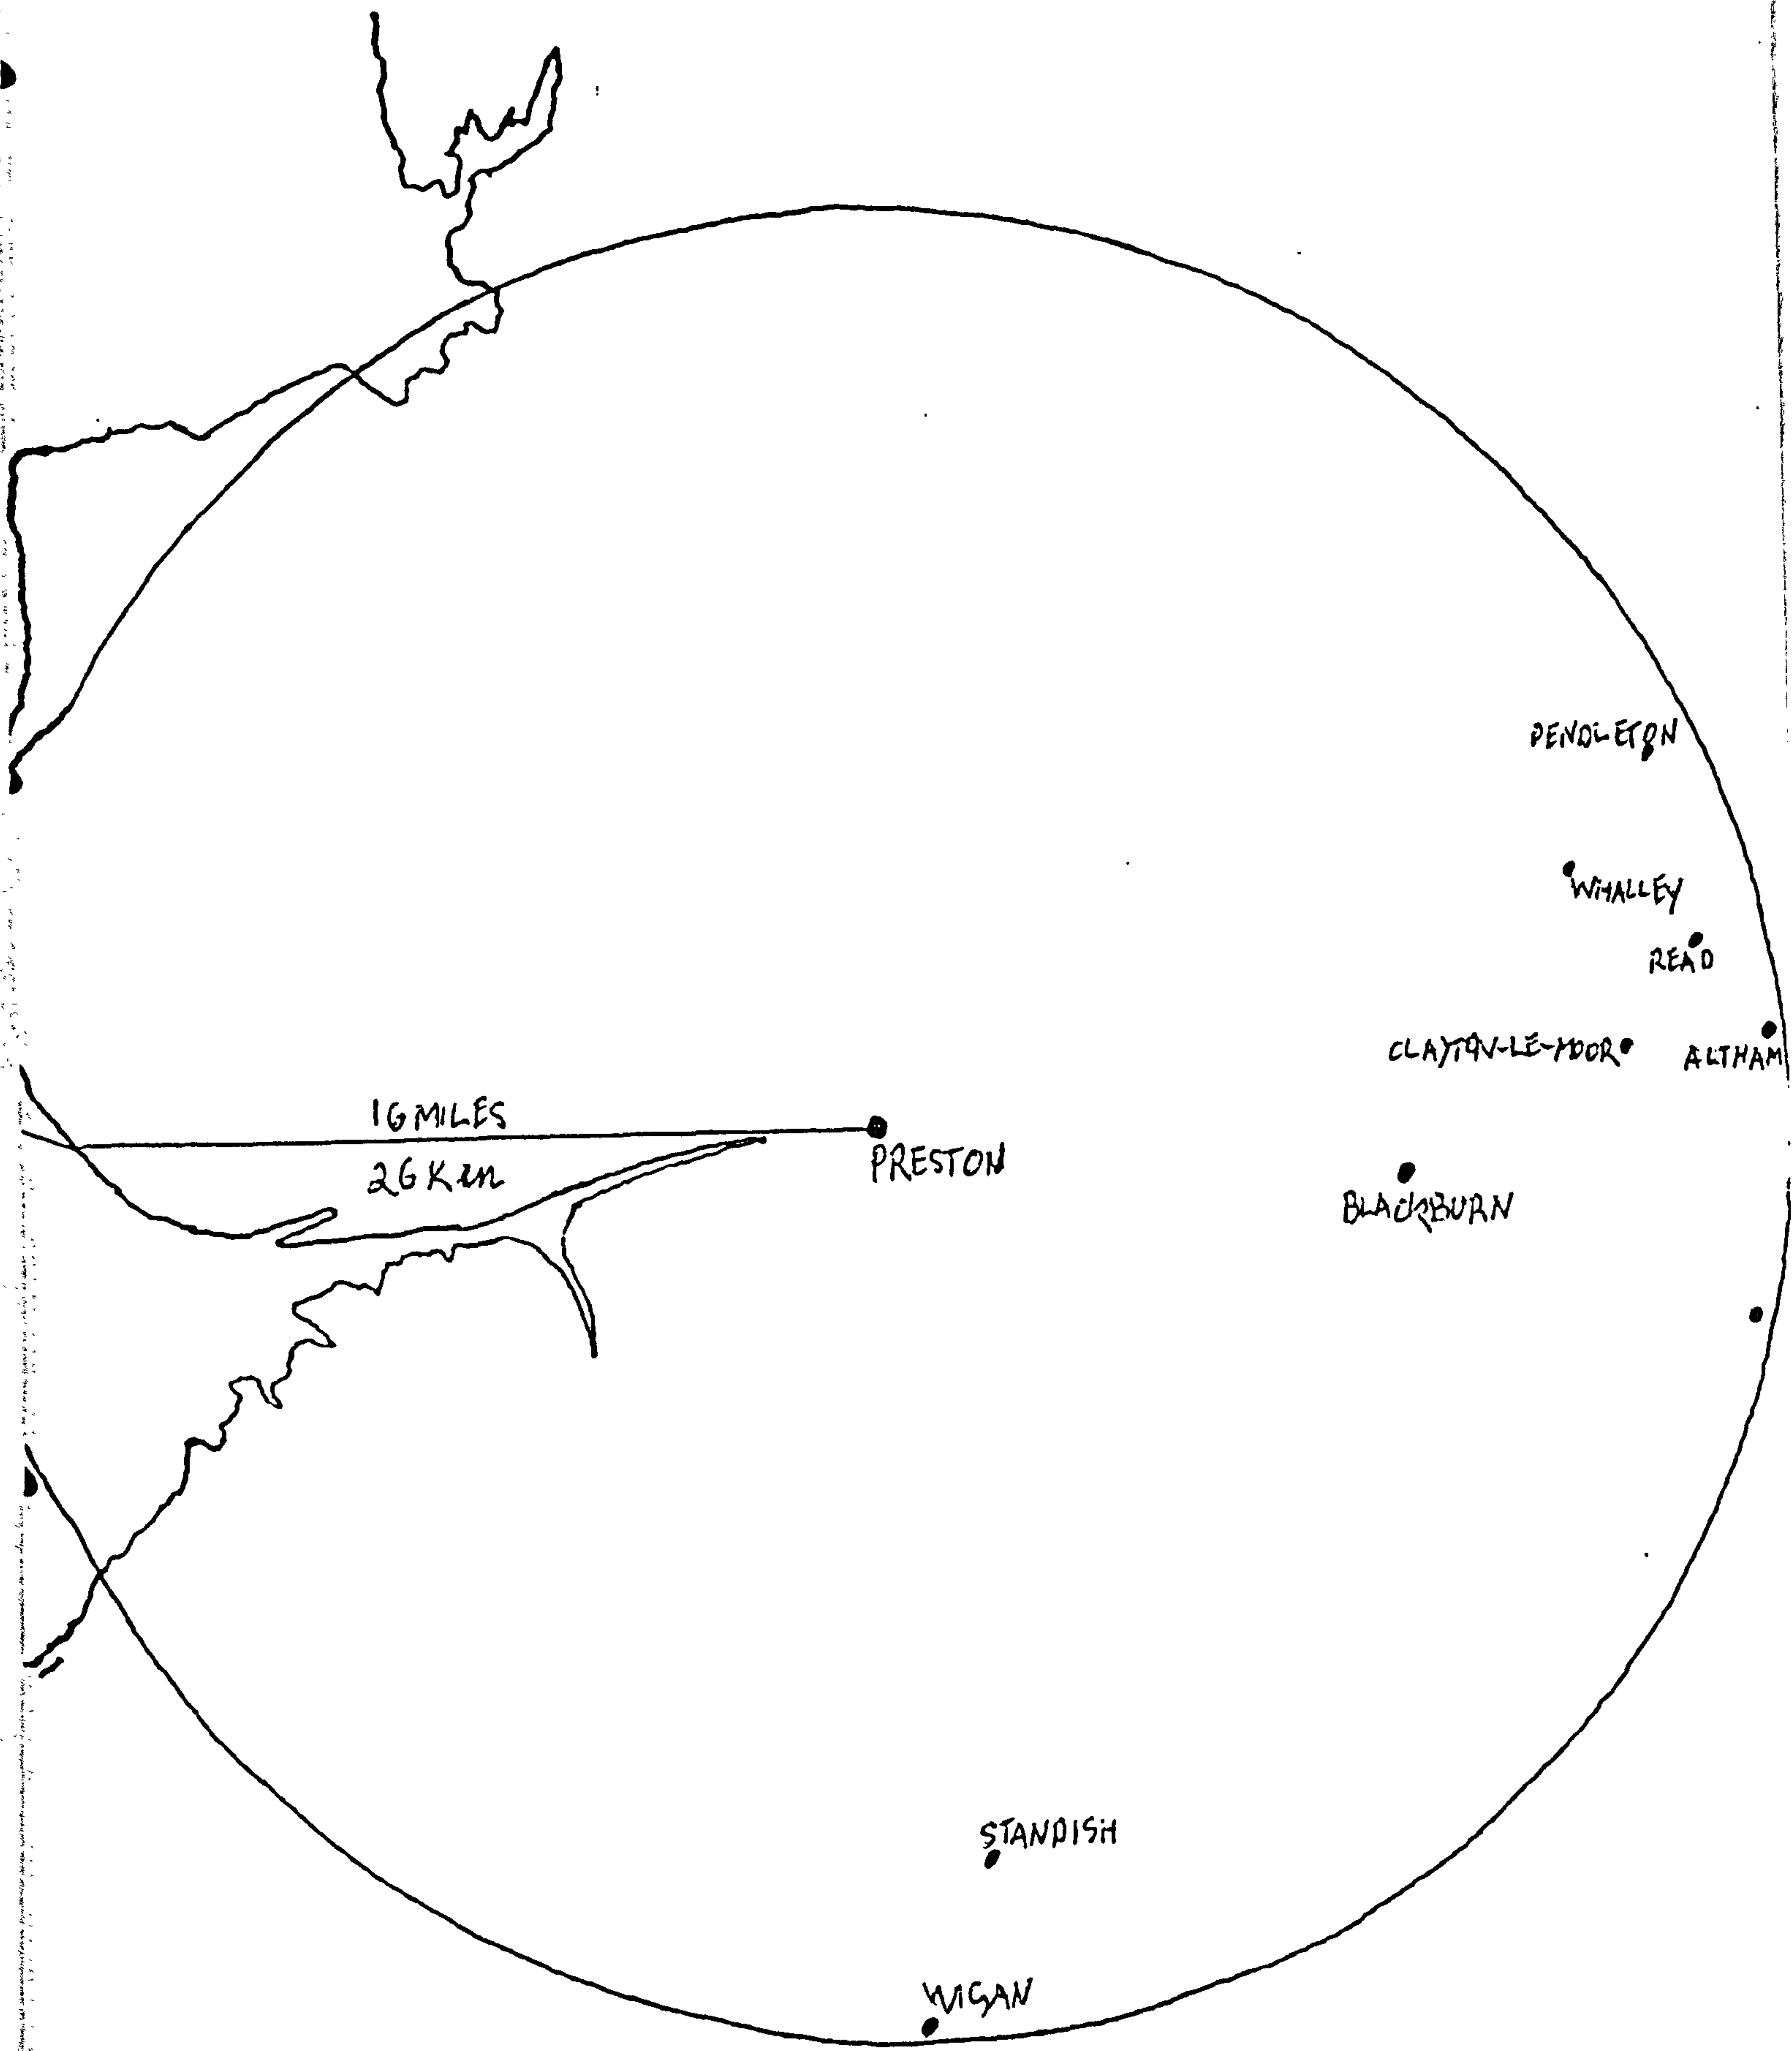 PENDLETON
WHALLEY
READ
CLAYTON-LE-MOOR
ALTHAM
16 MILES
26 Km
PRESTON
BLACKBURN
STANDISH
WIGAN